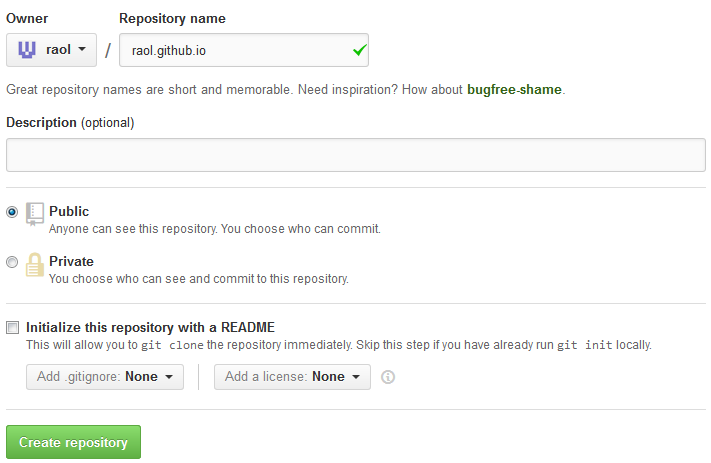 Owner Repository name
raol / raol.github.io
Great repository names are short and memorable. Need inspiration? How about bugfree-shame.
Description (optional)
Public
Anyone can see this repository. You choose who can commit.
Private
You choose who can see and commit to this repository.
Initialize this repository with a README
This will allow you to git clone the repository immediately. Skip this step if you have already run git init locally.
Add .gitignore: None Add a license: None
Create repository